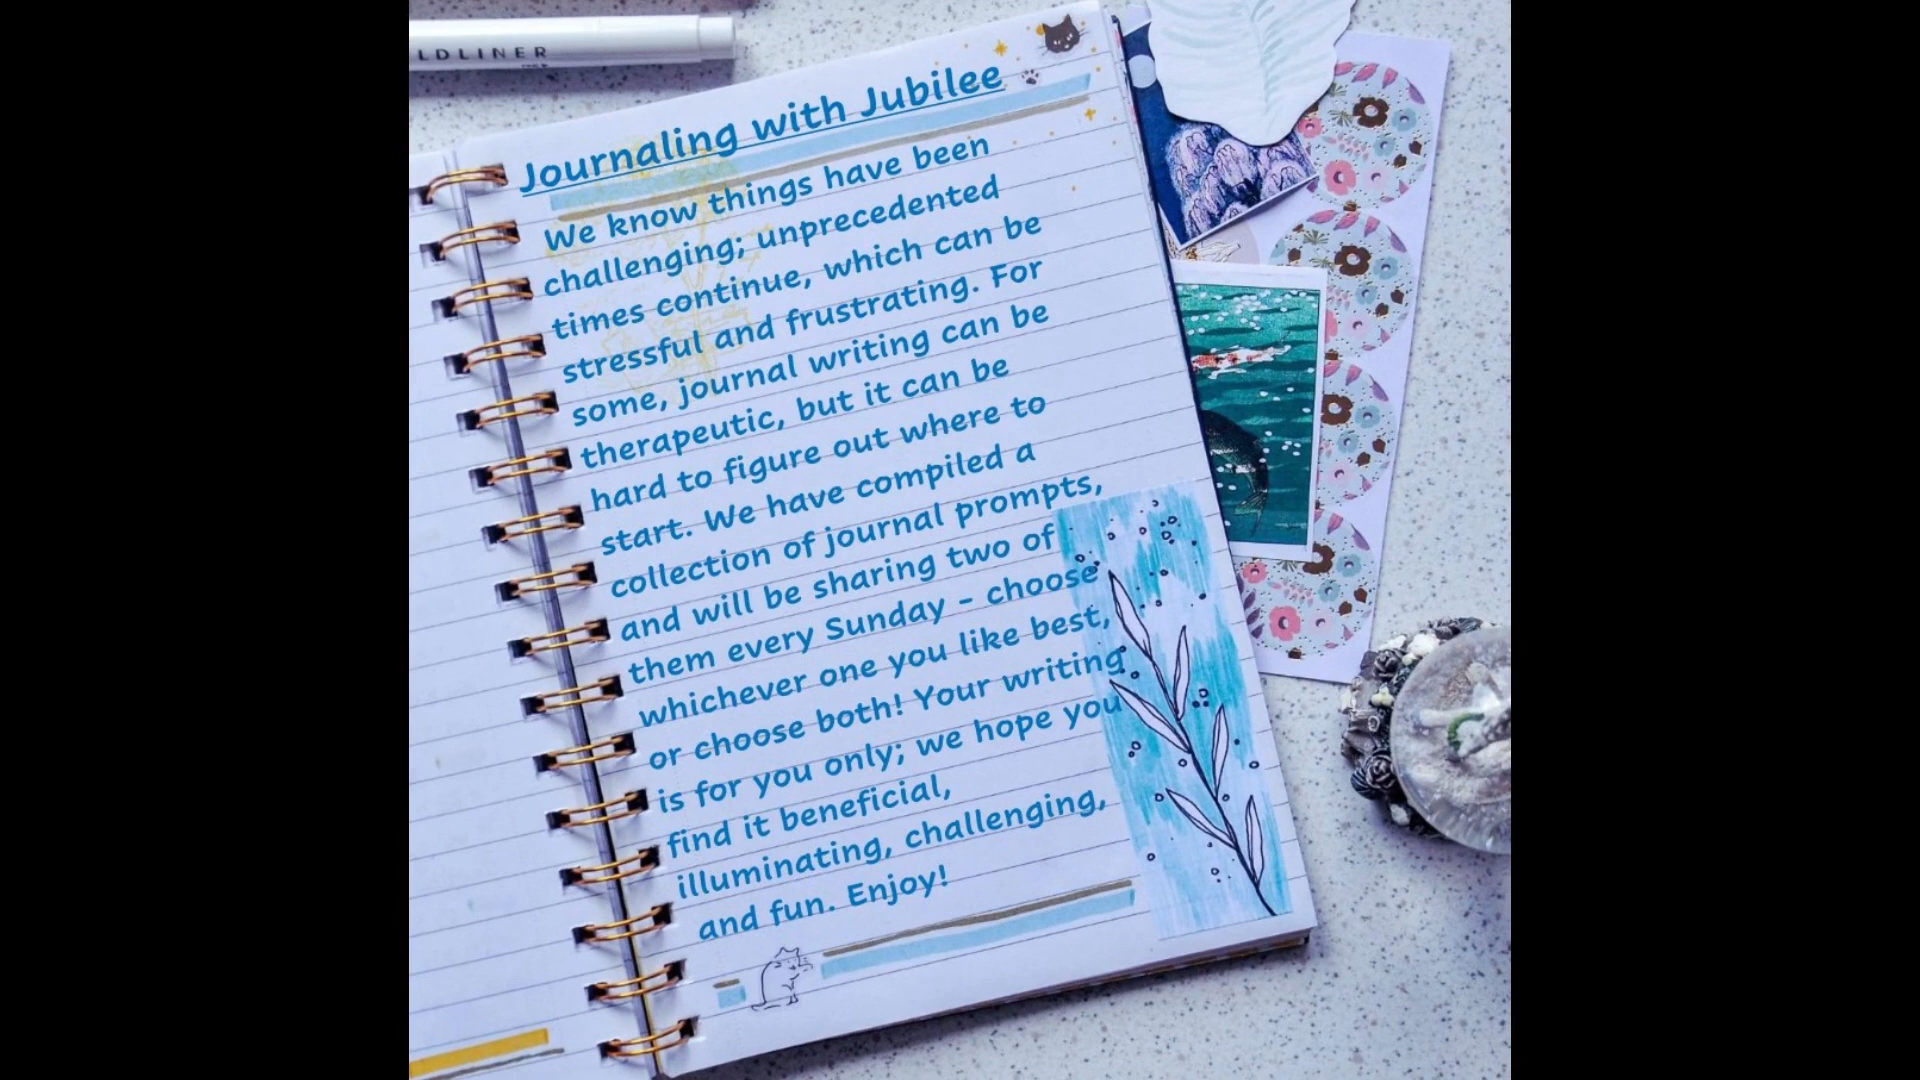 LDLINER
Journaling with Jubilee
We know things have been
challenging; unprecedented
times continue, which can be
stressful and frustrating. For
some, journal writing can be
therapeutic, but it can be
hard to figure out where to
start. We have compiled a
collection of journal prompts,
and will be sharing two of
them every Sunday - choose
whichever one you like best,
or choose both! Your writing
is for you only; we hope you
find it beneficial,
illuminating, challenging,
and fun. Enjoy!